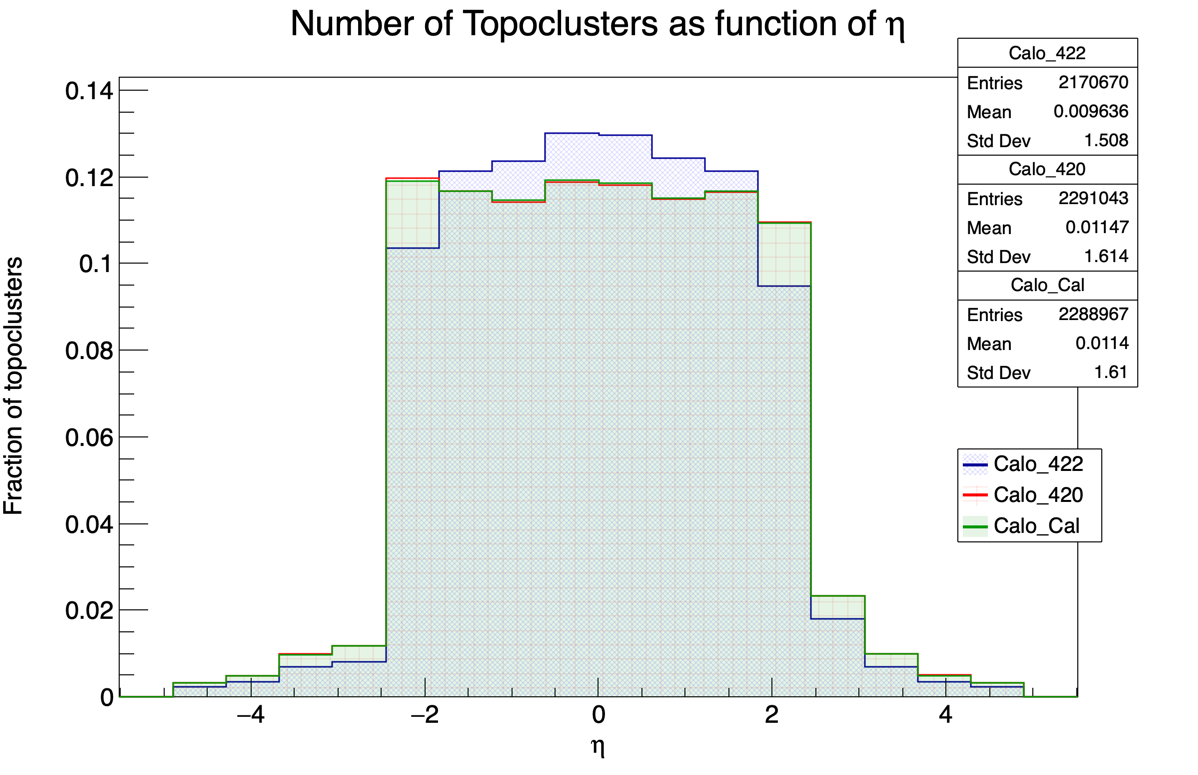 Number of Topoclusters as function of η
Calo_422
Entries 2170670
Mean 0.009636
Std Dev 1.508
Calo_420
Entries 2291043
Mean 0.01147
Std Dev 1.614
Calo_Cal
Entries 2288967
Mean 0.0114
Std Dev 1.61
Calo_422
Calo_420
Calo_Cal
Fraction of topoclusters
0.14
0.12
0.1
0.08
0.06
0.04
0.02
0
−4 −2 0 2 4
η